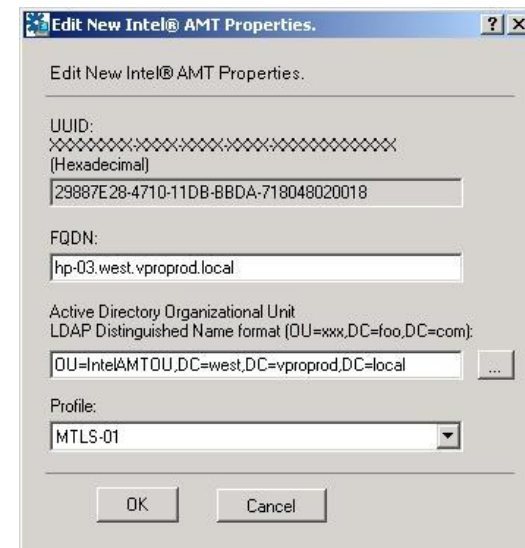 Edit New Intel® AMT Properties.
? X
Edit New Intel® AMT Properties.
UUID:
XXXXXXXX-XXXX-XXXX-XXXX-XXXXXXXXXXXX
(Hexadecimal)
29887E28-4710-11DB-BBDA-718048020018
FQDN:
hp-03.west.vproprod.local
Active Directory Organizational Unit
LDAP Distinguished Name format (OU=xxx,DC=foo,DC=com):
OU=IntelAMTOU,DC=west,DC=vproprod,DC=local
...
Profile:
MTLS-01
OK Cancel